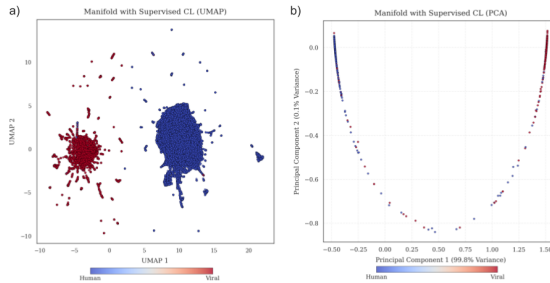 a)
Manifold with Supervised CL (UMAP)
UMAP 2
10
5
0
−5
−10
−10
−5
0
5
10
15
20
UMAP 1
Human
Viral
b)
Manifold with Supervised CL (PCA)
Principal Component 2 (0.1% Variance)
0.0
−0.2
−0.4
−0.6
−0.8
−0.50
−0.25
0.00
0.25
0.50
0.75
1.00
1.25
1.50
Principal Component 1 (99.8% Variance)
Human
Viral